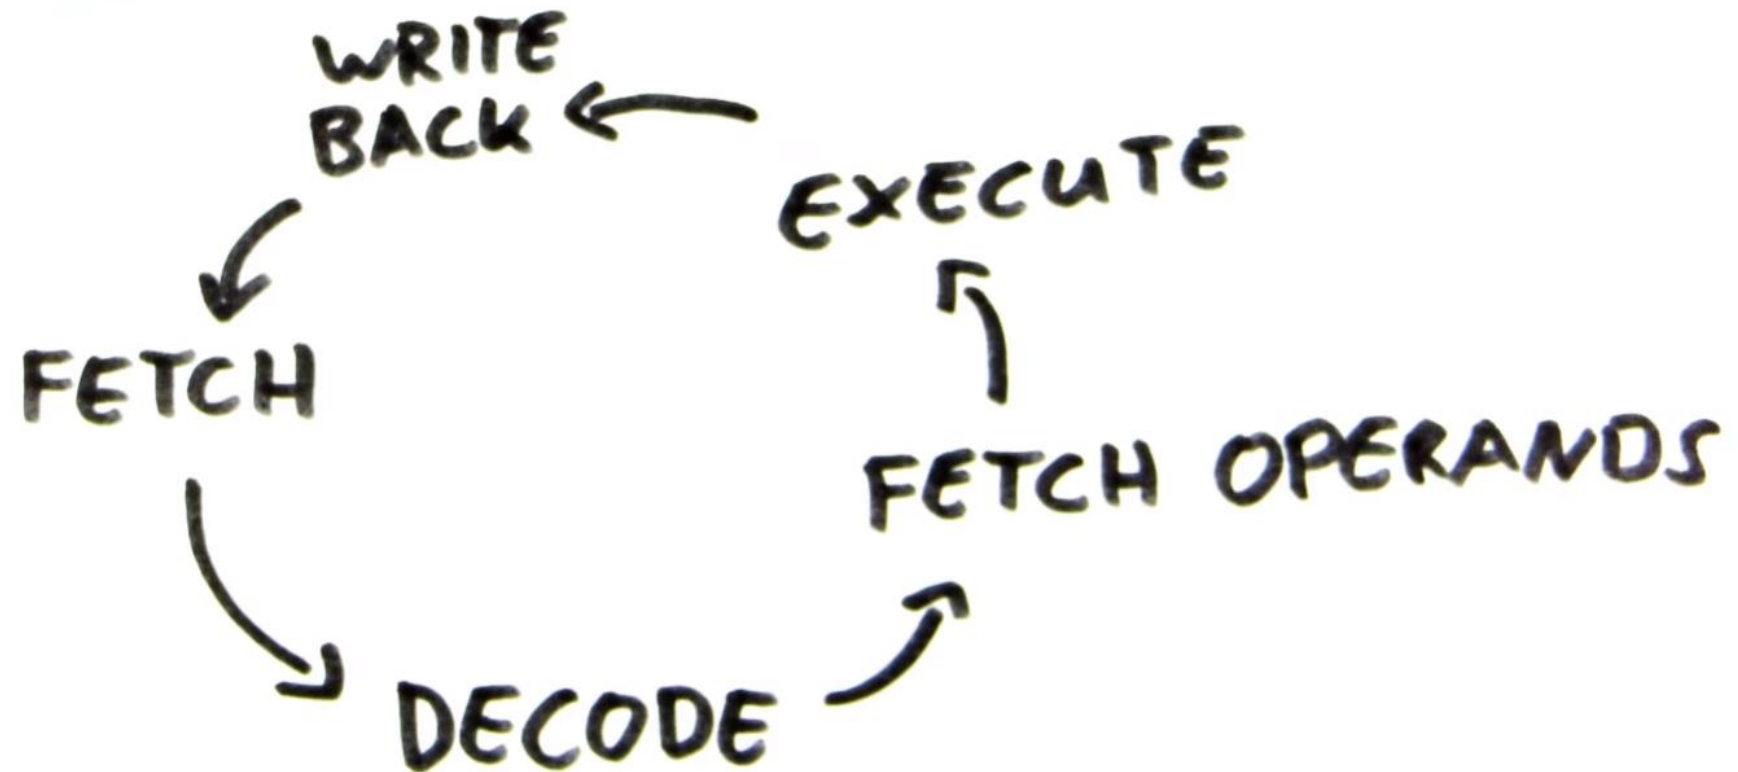 WRITE
BACK
EXECUTE
FETCH
FETCH OPERANDS
DECODE